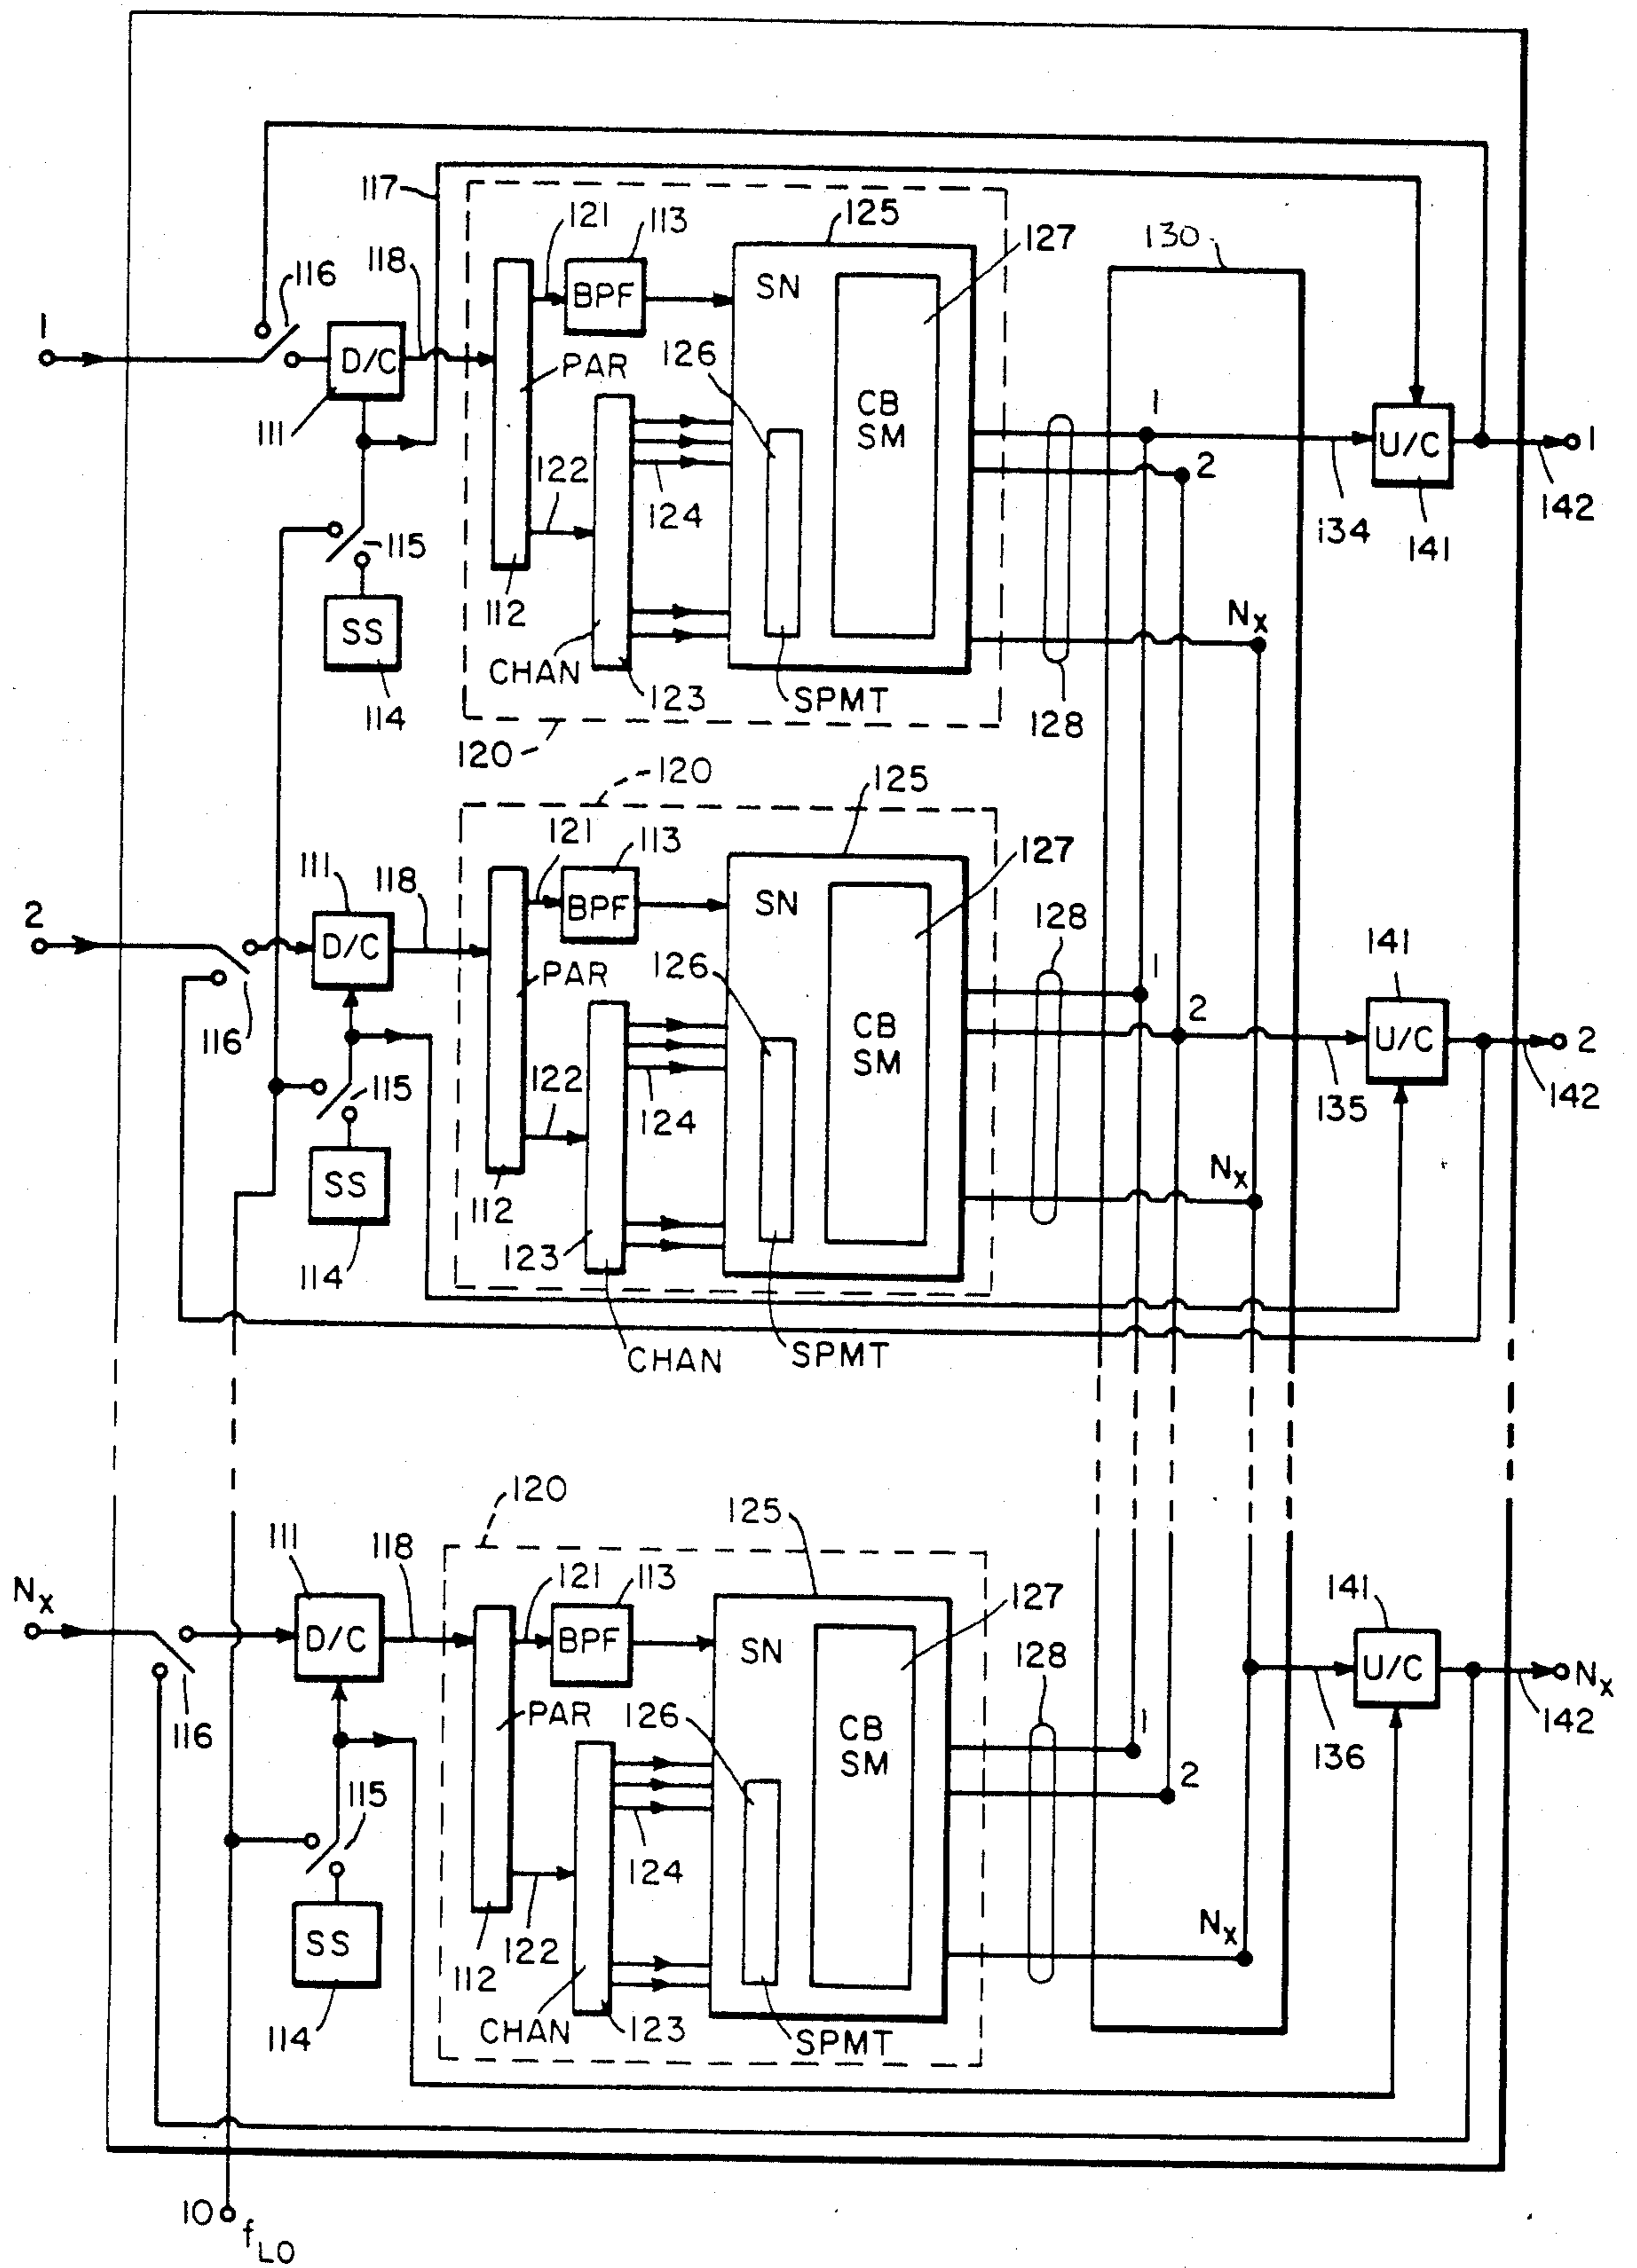 117
121
113
125
127
130
116
118
1
BPF
SN
D/C
PAR
126
CB
SM
111
1
U/C
1
122
2
124
134
142
115
141
112
NX
SS
CHAN
SPMT
114
123
128
120
120
125
121
113
127
111
118
SN
2
BPF
D/C
PAR
126
128
1
141
116
CB
SM
2
U/C
2
115
122
124
135
142
SS
112
NX
114
123
CHAN
SPMT
120
125
111
118
121
113
127
141
NX
D/C
BPF
SN
128
U/C
NX
116
PAR
126
CB
SM
1
136
142
115
2
124
SS
112
122
NX
114
CHAN
123
SPMT
10
fLO